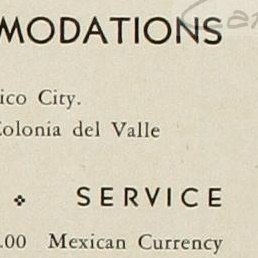 MODATIONS
ico City.
Colonia del Valle
❖ SERVICE
.00 Mexican Currency